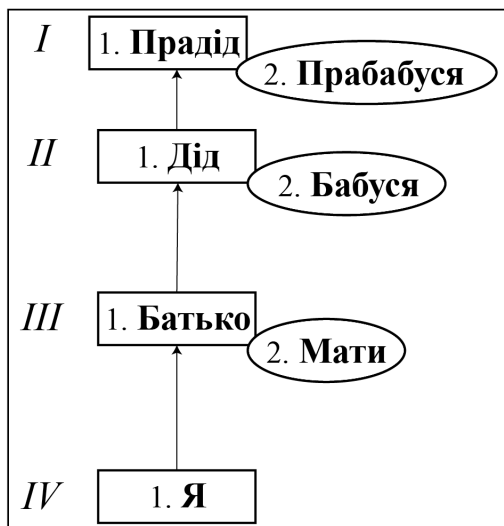 I
1. Прадід
2. Прабабуся
II
1. Дід
2. Бабуся
III
1. Батько
2. Мати
IV
1. Я